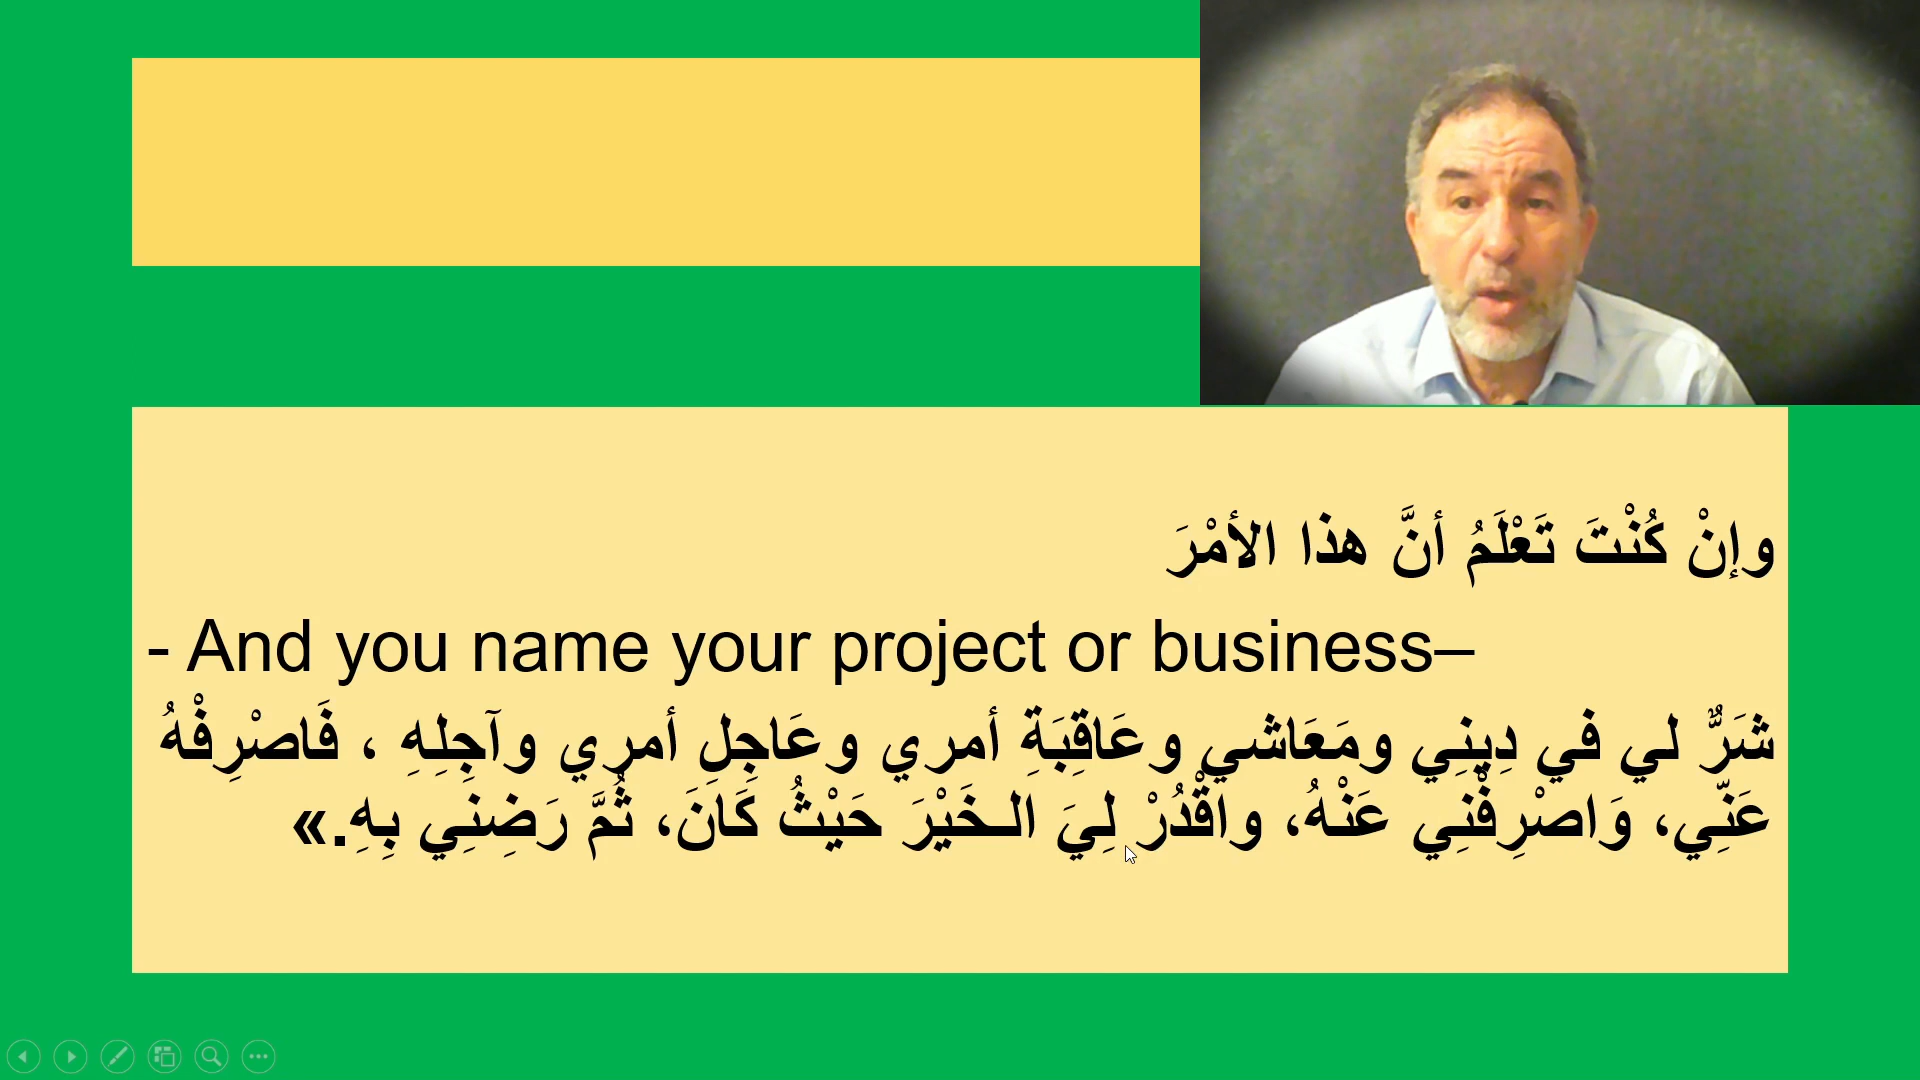 وإنْ كُنْتَ تَعْلَمُ أنَّ هذا الأمْرَ
- And you name your project or business–
شَرٌّ لي في دِينِي ومَعَاشي وعَاقِبَةِ أمري وعَاجِلِ أمري وآجِلِهِ ، فَاصْرِفْهُ
عَنّي، وَاصْرِفْنِي عَنْهُ، واقْدُرْ لِيَ الـخَيْرَ حَيْثُ كَانَ، ثُمَّ رَضِنِي بِهِ.»